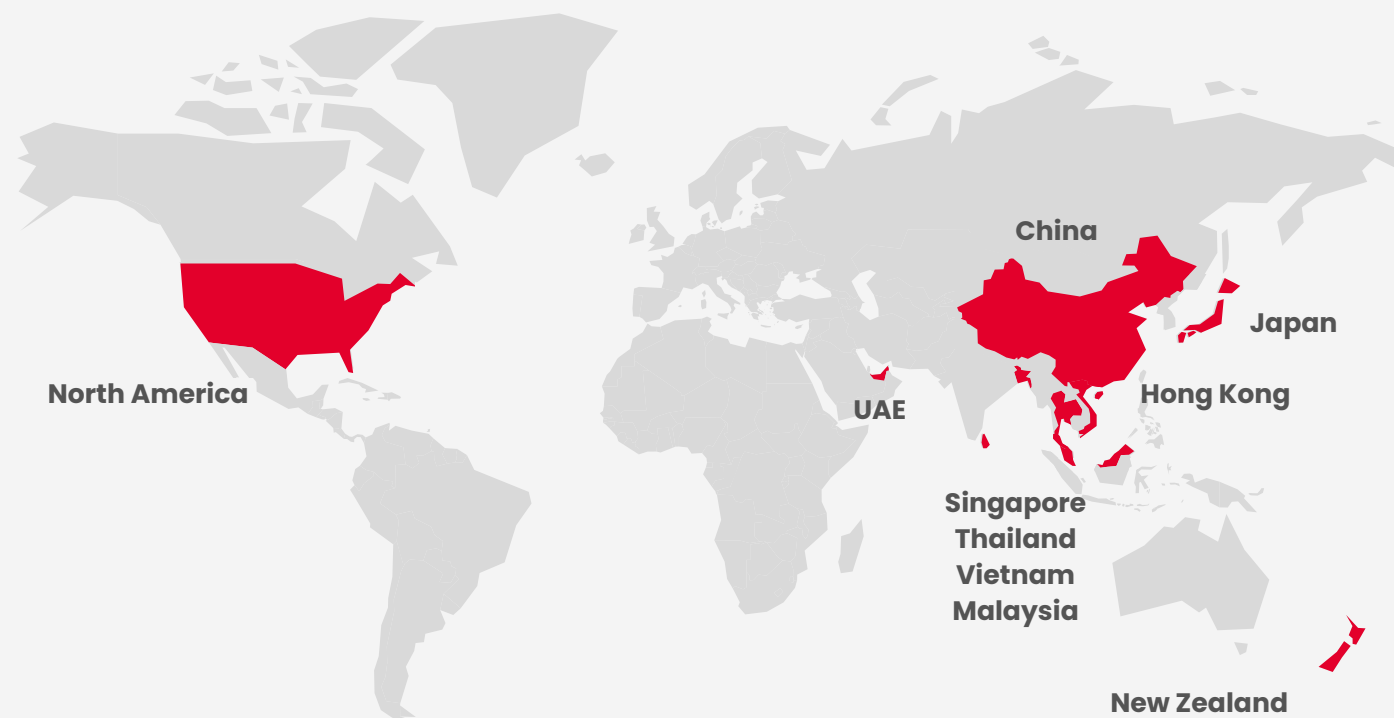 China
Japan
North America
Hong Kong
UAE
Singapore
Thailand
Vietnam
Malaysia
New Zealand